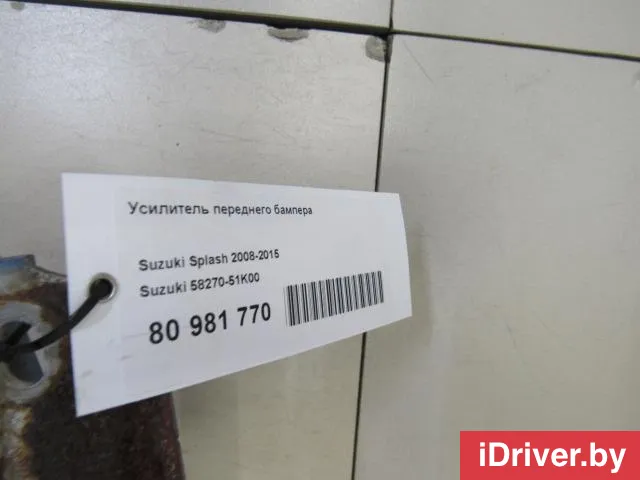 Усилитель переднего бампера
Suzuki Splash 2008-2015
Suzuki 58270-51K00
80 981 770
iDriver.by